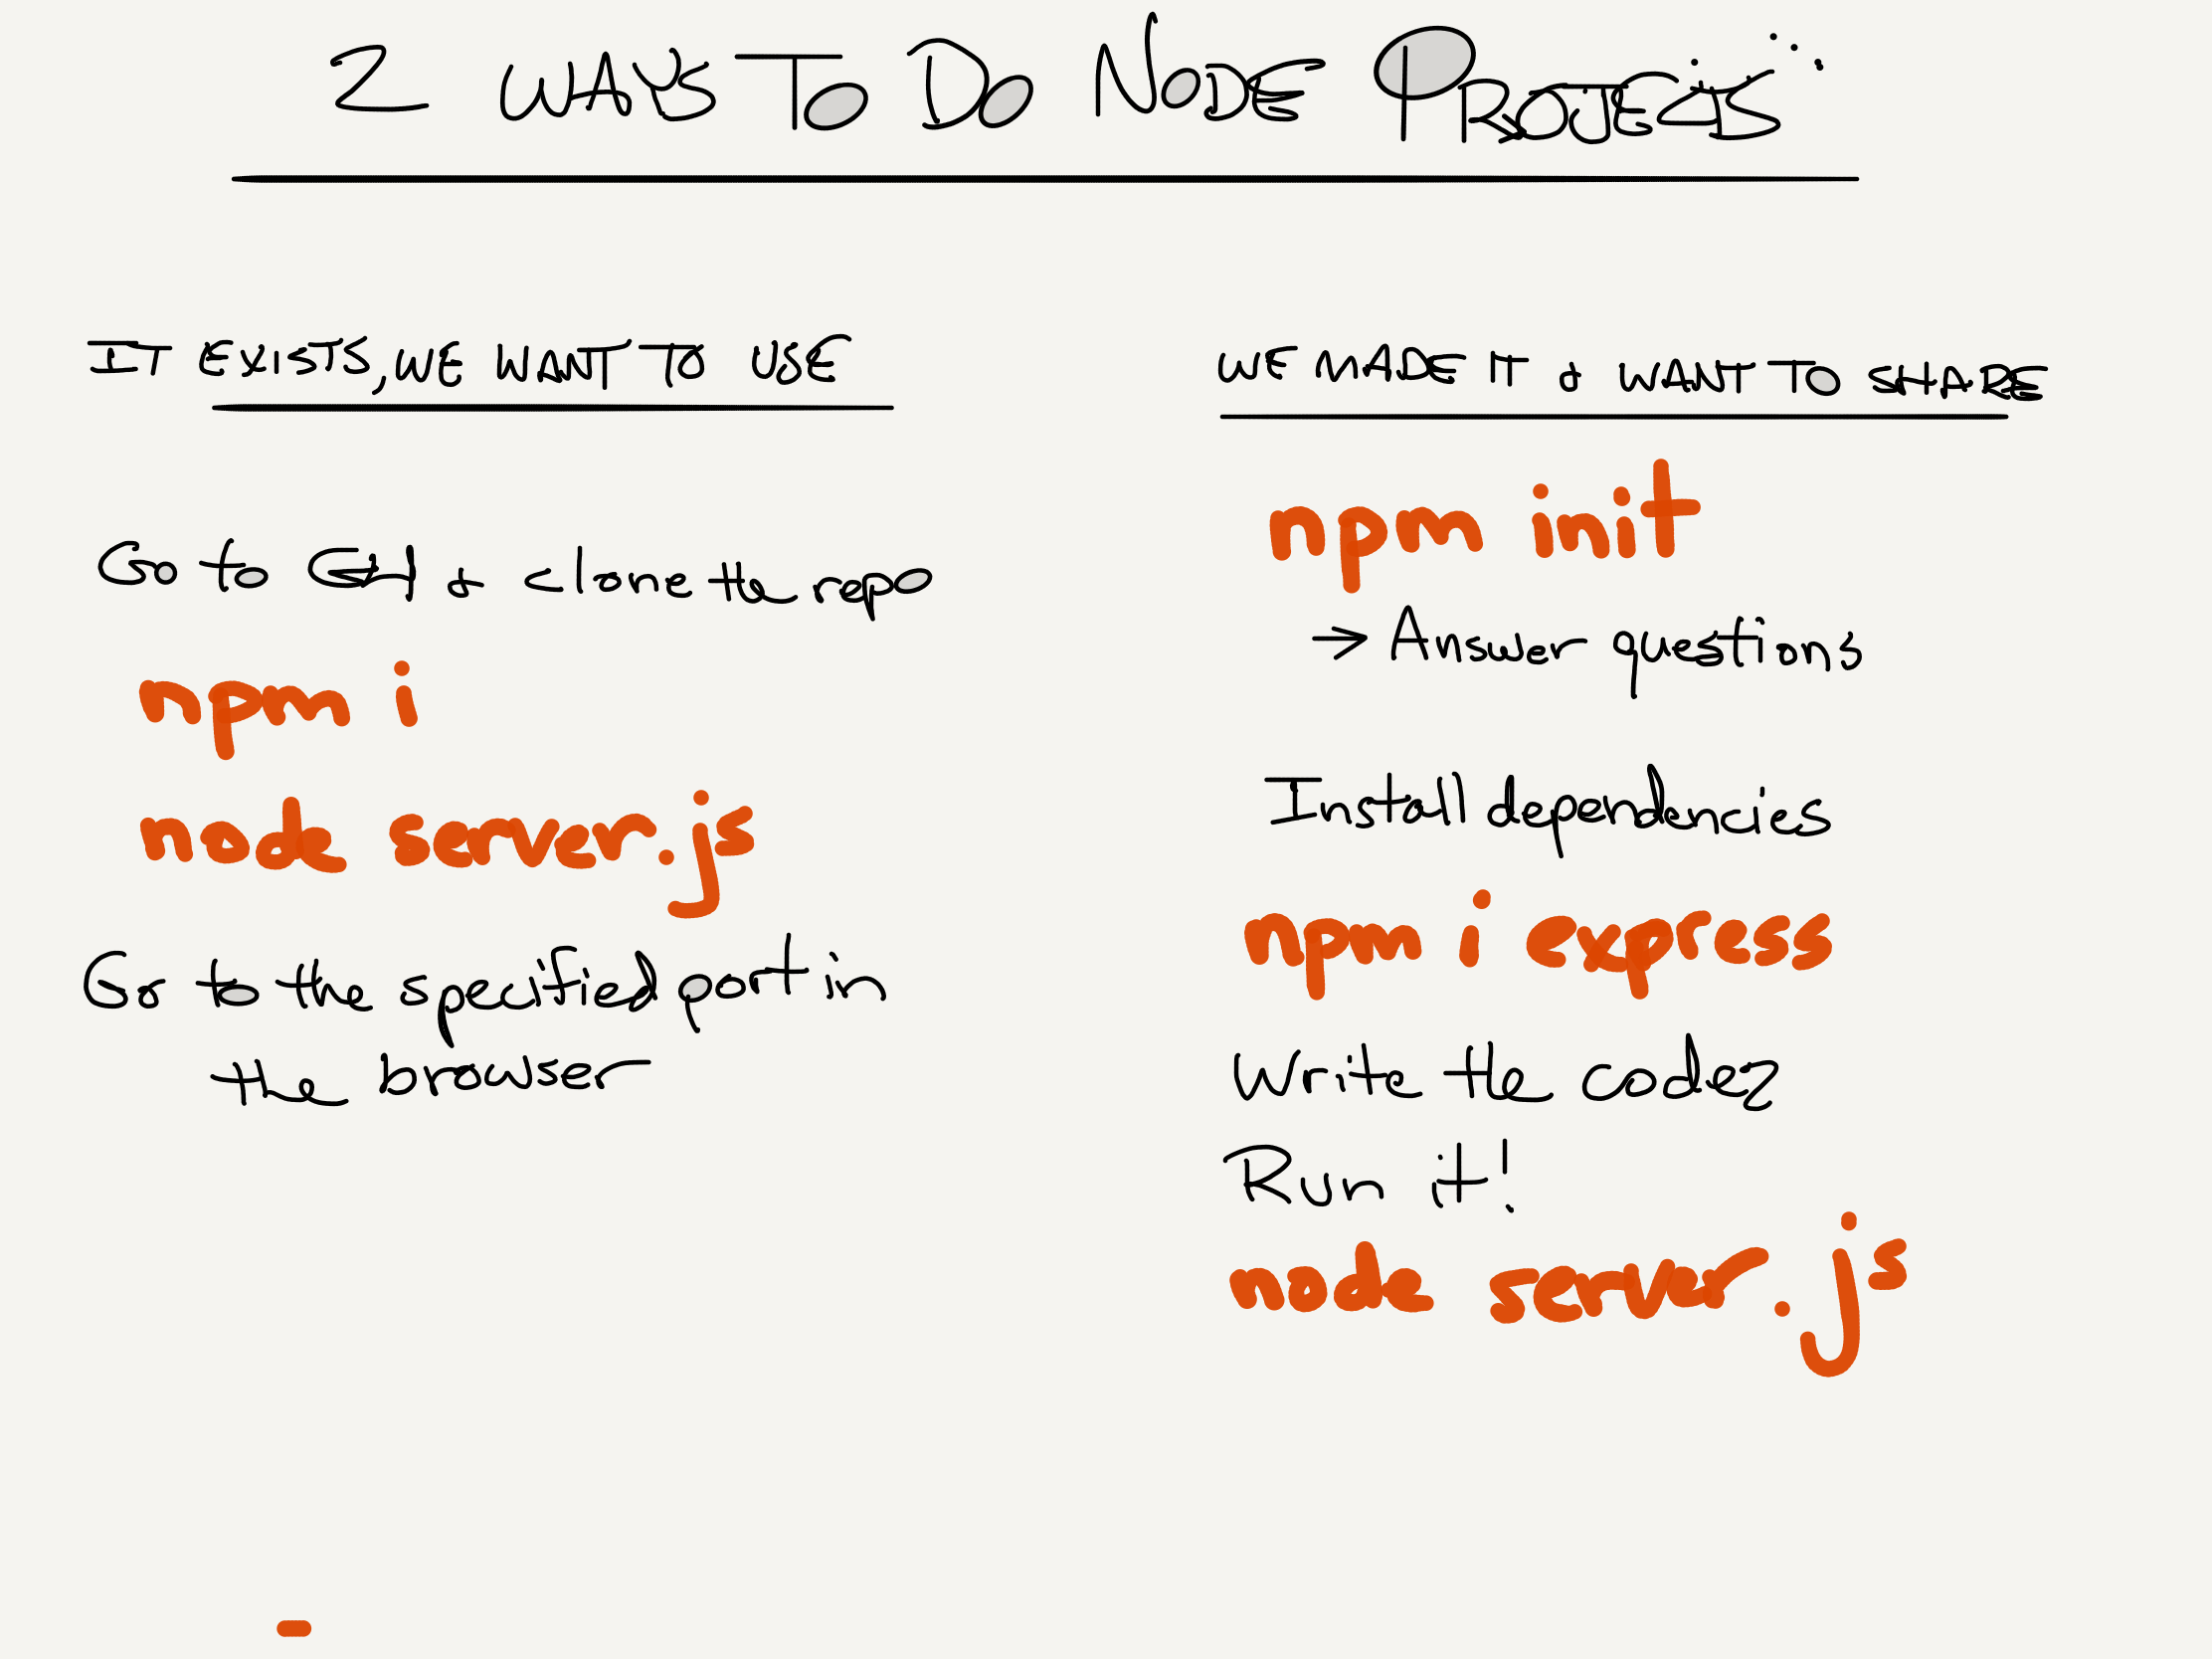 2 WAYS TO DO NODE PROJECTS
IT EXISTS, WE WANT TO USE
Go to GH & clone the repo
npm i
node server.js
Go to the specified port in
the browser
WE MADE IT & WANT TO SHARE
npm init
→ Answer questions
Install dependencies
npm i express
Write the codez
Run it!
node server.js